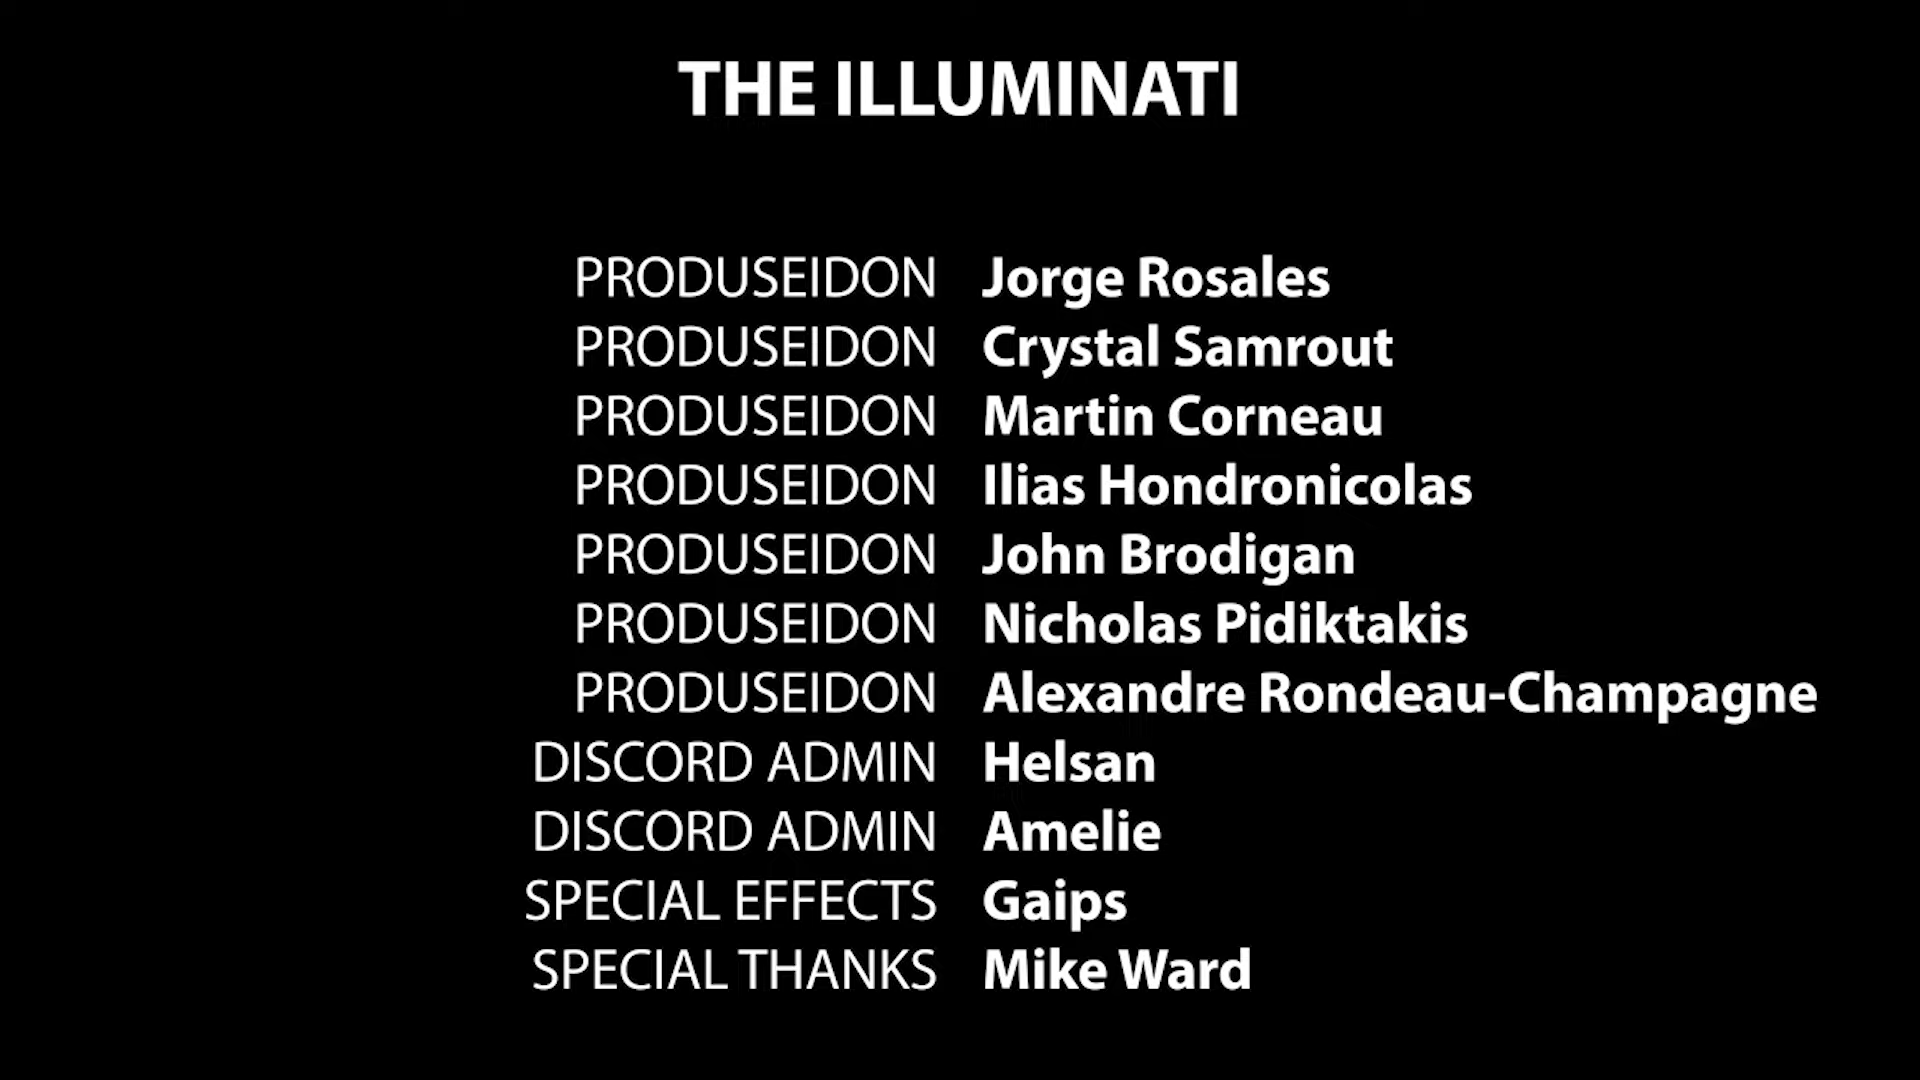 THE ILLUMINATI
PRODUSEIDON Jorge Rosales
PRODUSEIDON Crystal Samrout
PRODUSEIDON Martin Corneau
PRODUSEIDON Ilias Hondronicolas
PRODUSEIDON John Brodigan
PRODUSEIDON Nicholas Pidiktakis
PRODUSEIDON Alexandre Rondeau-Champagne
DISCORD ADMIN Helsan
DISCORD ADMIN Amelie
SPECIAL EFFECTS Gaips
SPECIAL THANKS Mike Ward